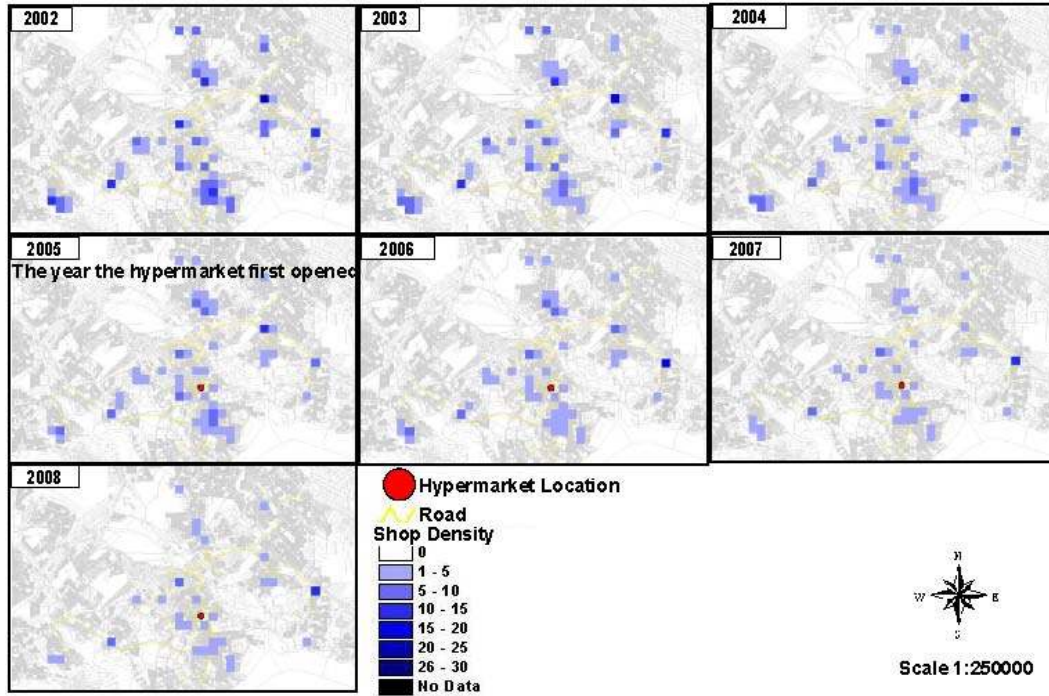 2002
2003
2004
2005
The year the hypermarket first opened
2006
2007
2008
Hypermarket Location
Road
Shop Density
0
1 - 5
5 - 10
10 - 15
15 - 20
20 - 25
26 - 30
No Data
N
W E
S
Scale 1:250000